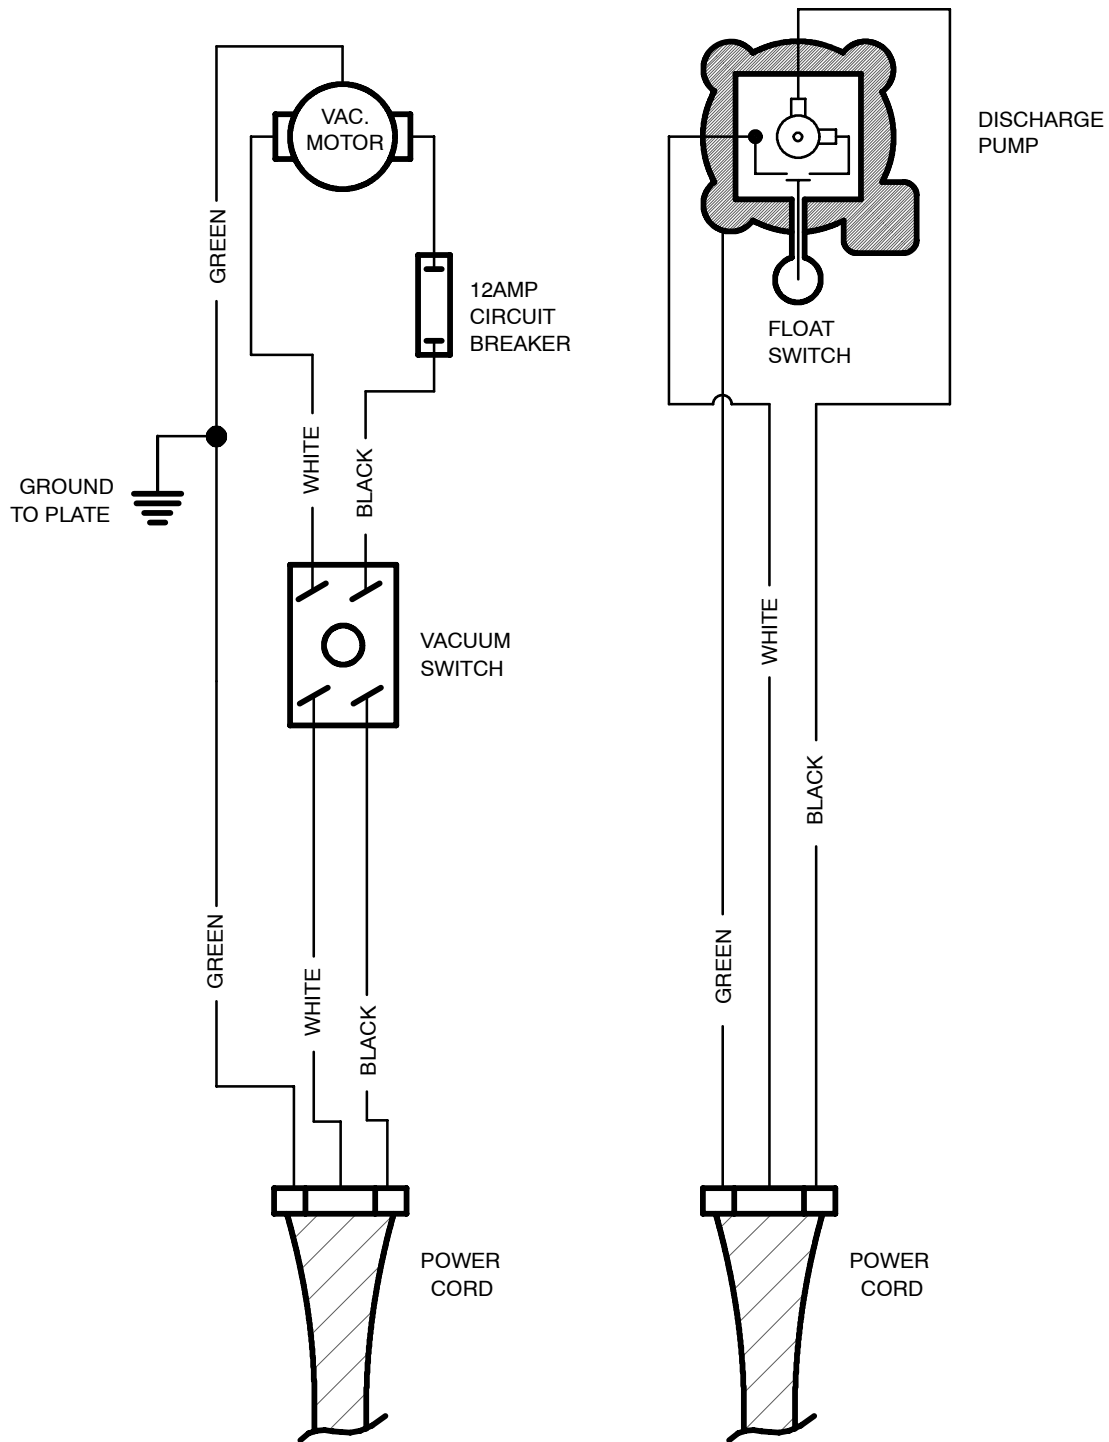 VAC.
MOTOR
DISCHARGE
PUMP
GREEN
12AMP
CIRCUIT
BREAKER
FLOAT
SWITCH
WHITE
BLACK
GROUND
TO PLATE
VACUUM
SWITCH
WHITE
BLACK
GREEN
WHITE
BLACK
GREEN
POWER
CORD
POWER
CORD